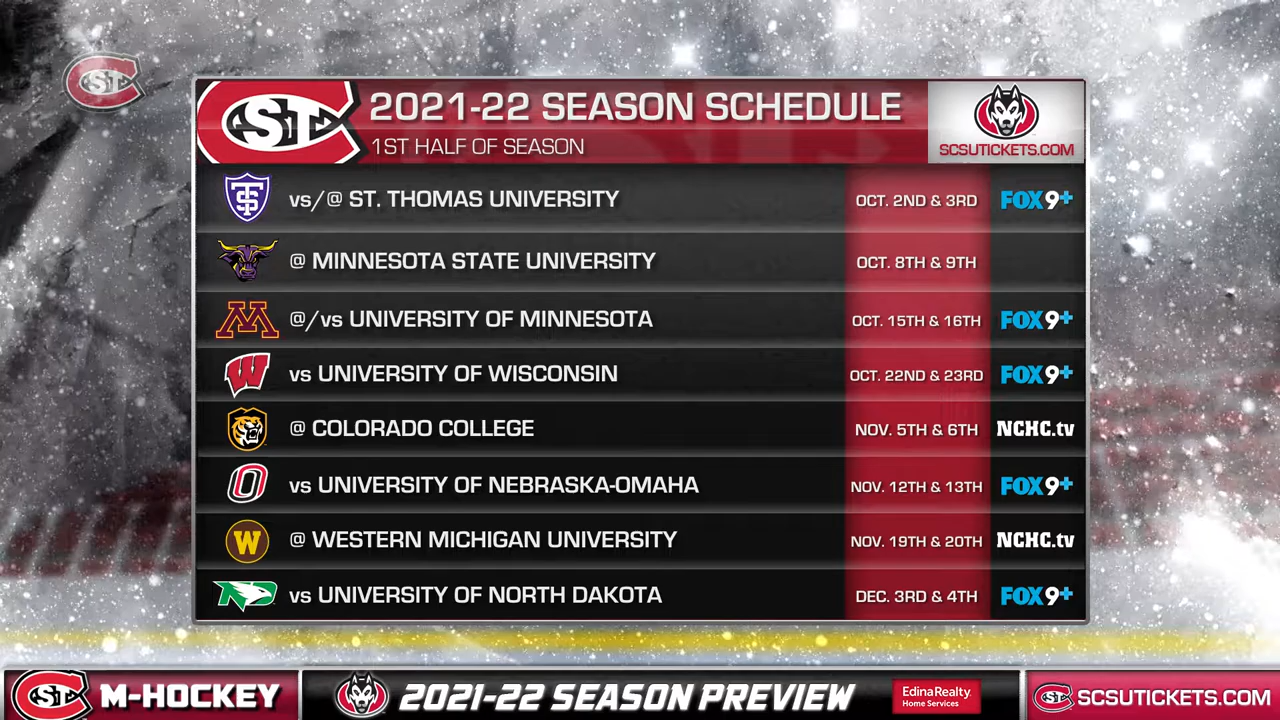 2021-22 SEASON SCHEDULE
1ST HALF OF SEASON
SCSUTICKETS.COM
vs/@ ST. THOMAS UNIVERSITY OCT. 2ND & 3RD FOX9+
@ MINNESOTA STATE UNIVERSITY OCT. 8TH & 9TH
@/vs UNIVERSITY OF MINNESOTA OCT. 15TH & 16TH FOX9+
vs UNIVERSITY OF WISCONSIN OCT. 22ND & 23RD FOX9+
@ COLORADO COLLEGE NOV. 5TH & 6TH NCHC.tv
vs UNIVERSITY OF NEBRASKA-OMAHA NOV. 12TH & 13TH FOX9+
@ WESTERN MICHIGAN UNIVERSITY NOV. 19TH & 20TH NCHC.tv
vs UNIVERSITY OF NORTH DAKOTA DEC. 3RD & 4TH FOX9+
M-HOCKEY 2021-22 SEASON PREVIEW EdinaRealty SCSUTICKETS.COM
Home Services